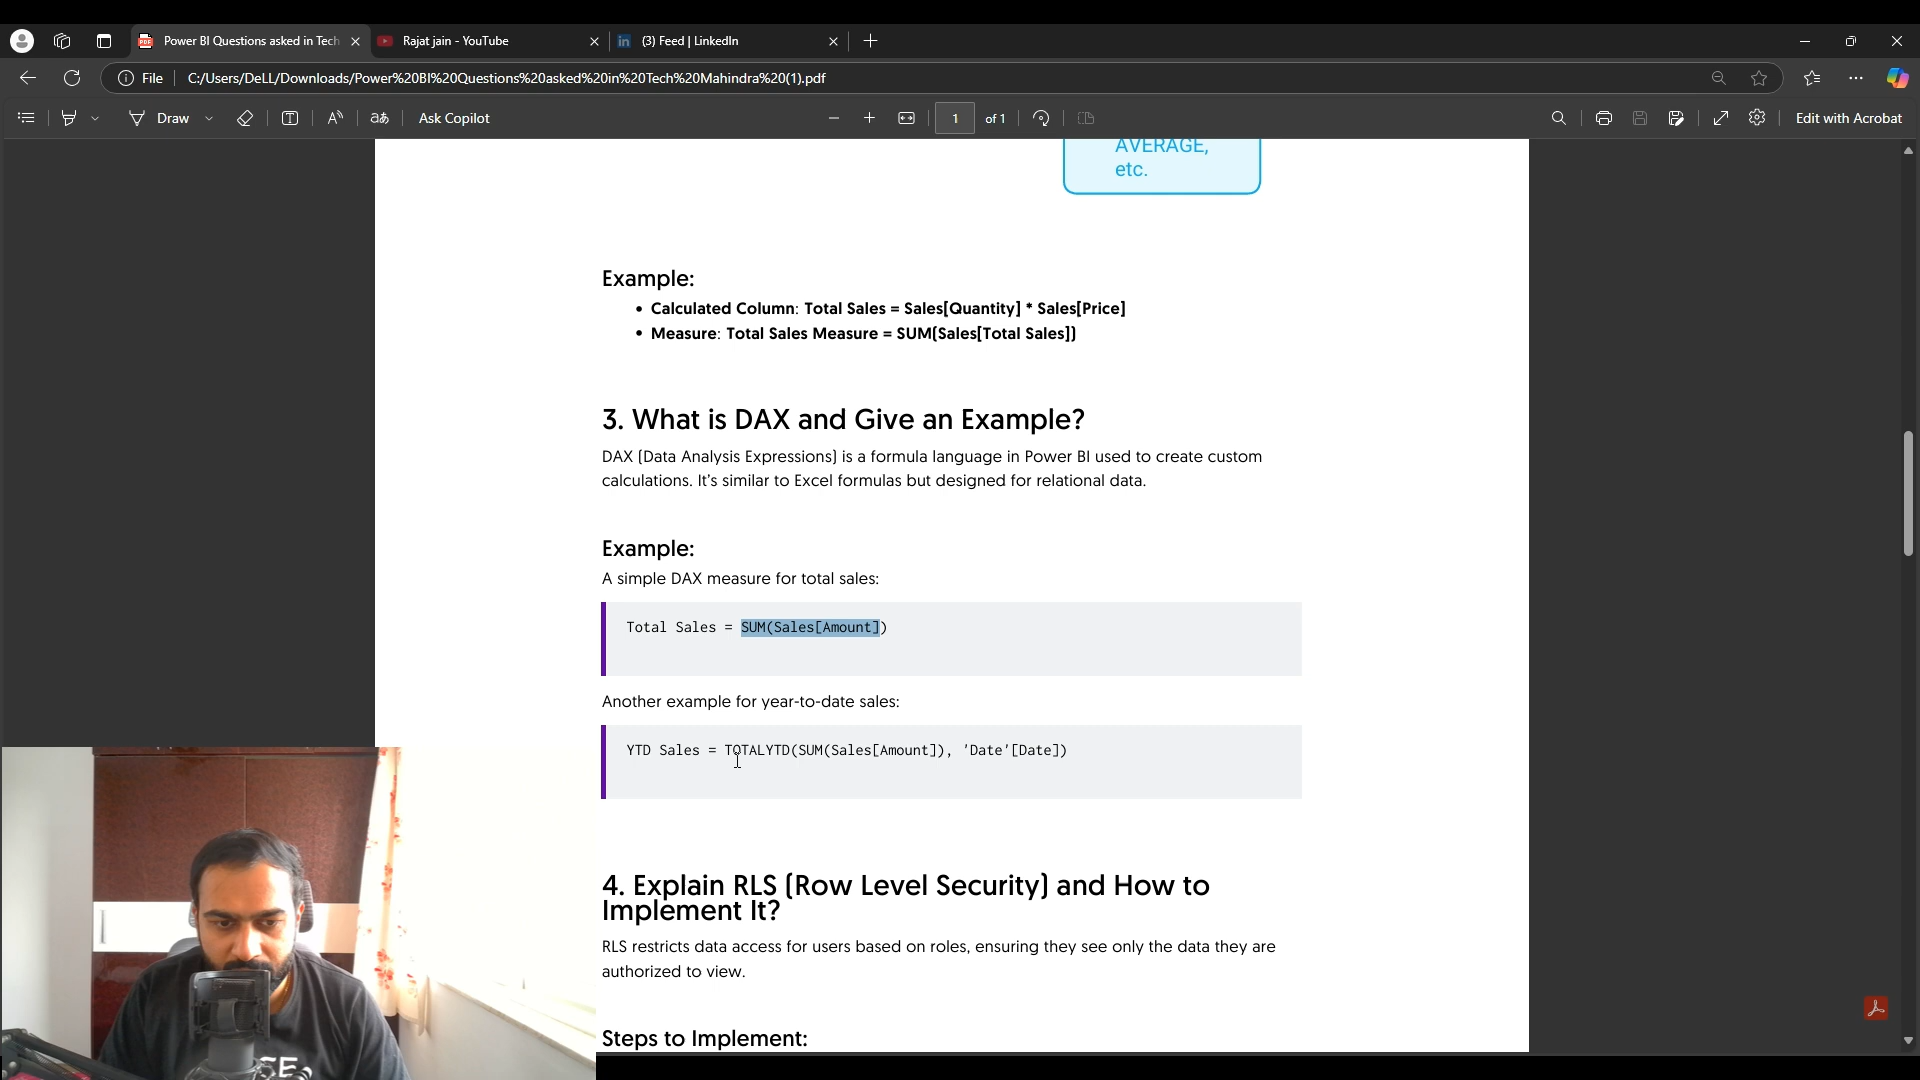 Power BI Questions asked in Tech
Rajat jain - YouTube
(3) Feed | LinkedIn
File
C:/Users/DeLL/Downloads/Power%20BI%20Questions%20asked%20in%20Tech%20Mahindra%20(1).pdf
Draw
Ask Copilot
1 of 1
Edit with Acrobat
AVERAGE,
etc.
Example:
• Calculated Column: Total Sales = Sales[Quantity] * Sales[Price]
• Measure: Total Sales Measure = SUM(Sales[Total Sales])
3. What is DAX and Give an Example?
DAX (Data Analysis Expressions) is a formula language in Power BI used to create custom
calculations. It's similar to Excel formulas but designed for relational data.
Example:
A simple DAX measure for total sales:
Total Sales = SUM(Sales[Amount])
Another example for year-to-date sales:
YTD Sales = TOTALYTD(SUM(Sales[Amount]), 'Date'[Date])
4. Explain RLS (Row Level Security) and How to
Implement It?
RLS restricts data access for users based on roles, ensuring they see only the data they are
authorized to view.
Steps to Implement: